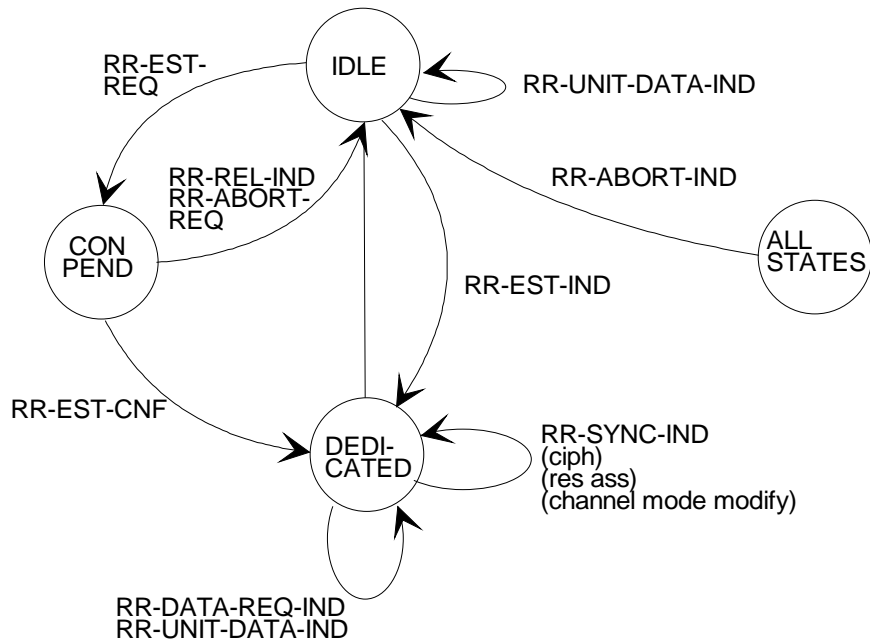 IDLE
RR-EST-
REQ
RR-UNIT-DATA-IND
RR-REL-IND
RR-ABORT-
REQ
RR-ABORT-IND
CON
PEND
ALL
STATES
RR-EST-IND
RR-EST-CNF
DEDI-
CATED
RR-SYNC-IND
(ciph)
(res ass)
(channel mode modify)
RR-DATA-REQ-IND
RR-UNIT-DATA-IND